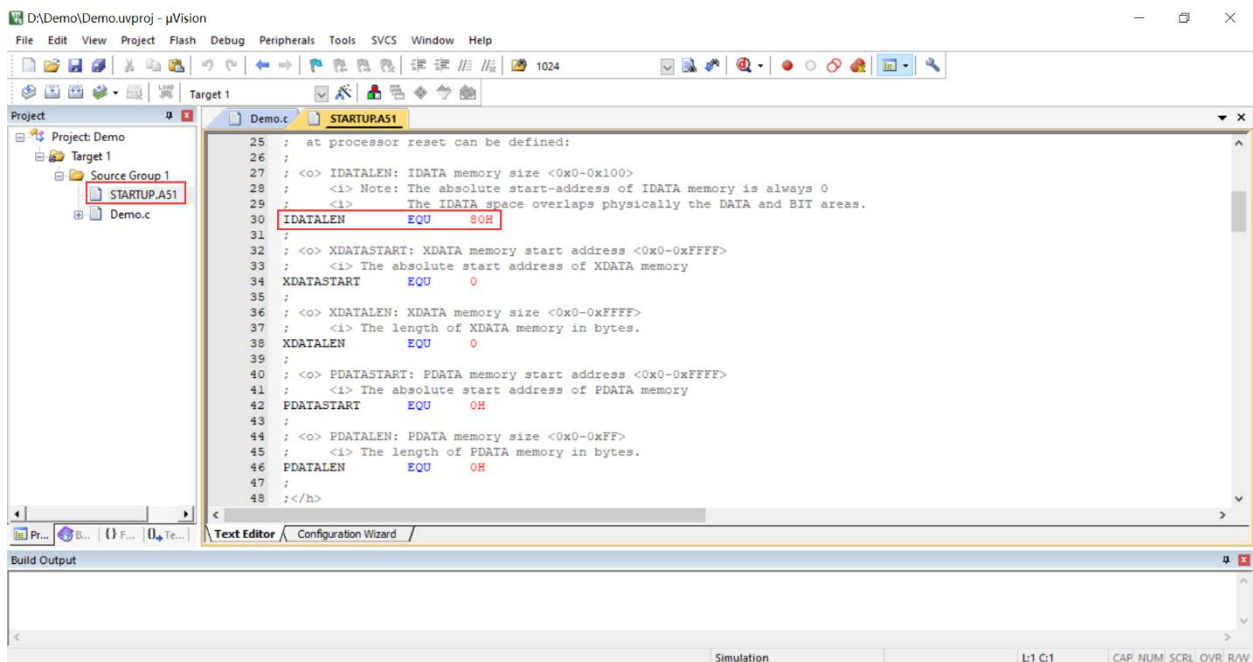 D:\Demo\Demo.uvproj - µVision
File Edit View Project Flash Debug Peripherals Tools SVCS Window Help
1024
Target 1
Project
Project: Demo
Target 1
Source Group 1
STARTUP.A51
Demo.c
Demo.c STARTUP.A51
25 ; at processor reset can be defined:
26 ;
27 ; <o> IDATALEN: IDATA memory size <0x0-0x100>
28 ; <i> Note: The absolute start-address of IDATA memory is always 0
29 ; <i> The IDATA space overlaps physically the DATA and BIT areas.
30 IDATALEN EQU 80H
31 ;
32 ; <o> XDATASTART: XDATA memory start address <0x0-0xFFFF>
33 ; <i> The absolute start address of XDATA memory
34 XDATASTART EQU 0
35 ;
36 ; <o> XDATALEN: XDATA memory size <0x0-0xFFFF>
37 ; <i> The length of XDATA memory in bytes.
38 XDATALEN EQU 0
39 ;
40 ; <o> PDATASTART: PDATA memory start address <0x0-0xFFFF>
41 ; <i> The absolute start address of PDATA memory
42 PDATASTART EQU 0H
43 ;
44 ; <o> PDATALEN: PDATA memory size <0x0-0xFF>
45 ; <i> The length of PDATA memory in bytes.
46 PDATALEN EQU 0H
47 ;
48 ;</h>
Pr... B... {} F... 0 Te...
Text Editor Configuration Wizard
Build Output
Simulation L:1 C:1 CAP NUM SCRL OVR R/W